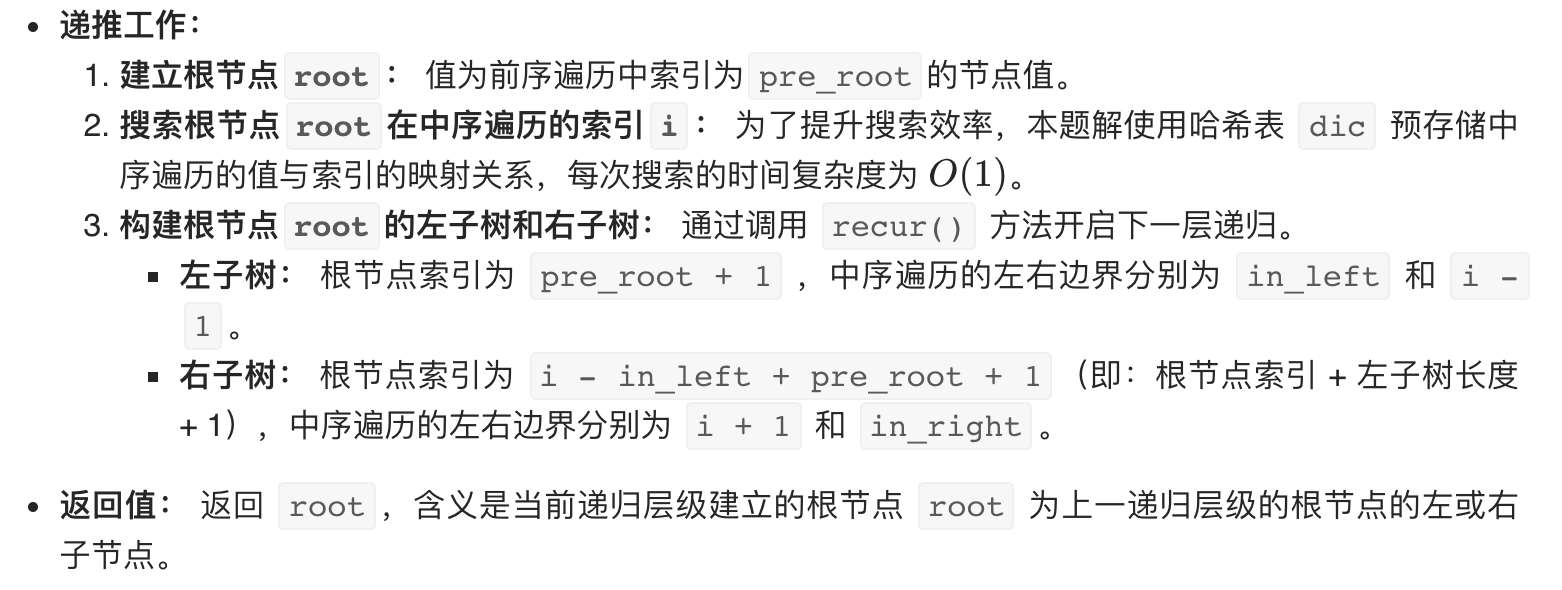 • 递推工作：
1. 建立根节点 root ： 值为前序遍历中索引为 pre_root 的节点值。
2. 搜索根节点 root 在中序遍历的索引 i ： 为了提升搜索效率，本题解使用哈希表 dic 预存储中
序遍历的值与索引的映射关系，每次搜索的时间复杂度为 O(1)。
3. 构建根节点 root 的左子树和右子树： 通过调用 recur() 方法开启下一层递归。
▪ 左子树： 根节点索引为 pre_root + 1 ，中序遍历的左右边界分别为 in_left 和 i -
1 。
▪ 右子树： 根节点索引为 i - in_left + pre_root + 1 （即：根节点索引 + 左子树长度
+ 1），中序遍历的左右边界分别为 i + 1 和 in_right 。
• 返回值： 返回 root ，含义是当前递归层级建立的根节点 root 为上一递归层级的根节点的左或右
子节点。